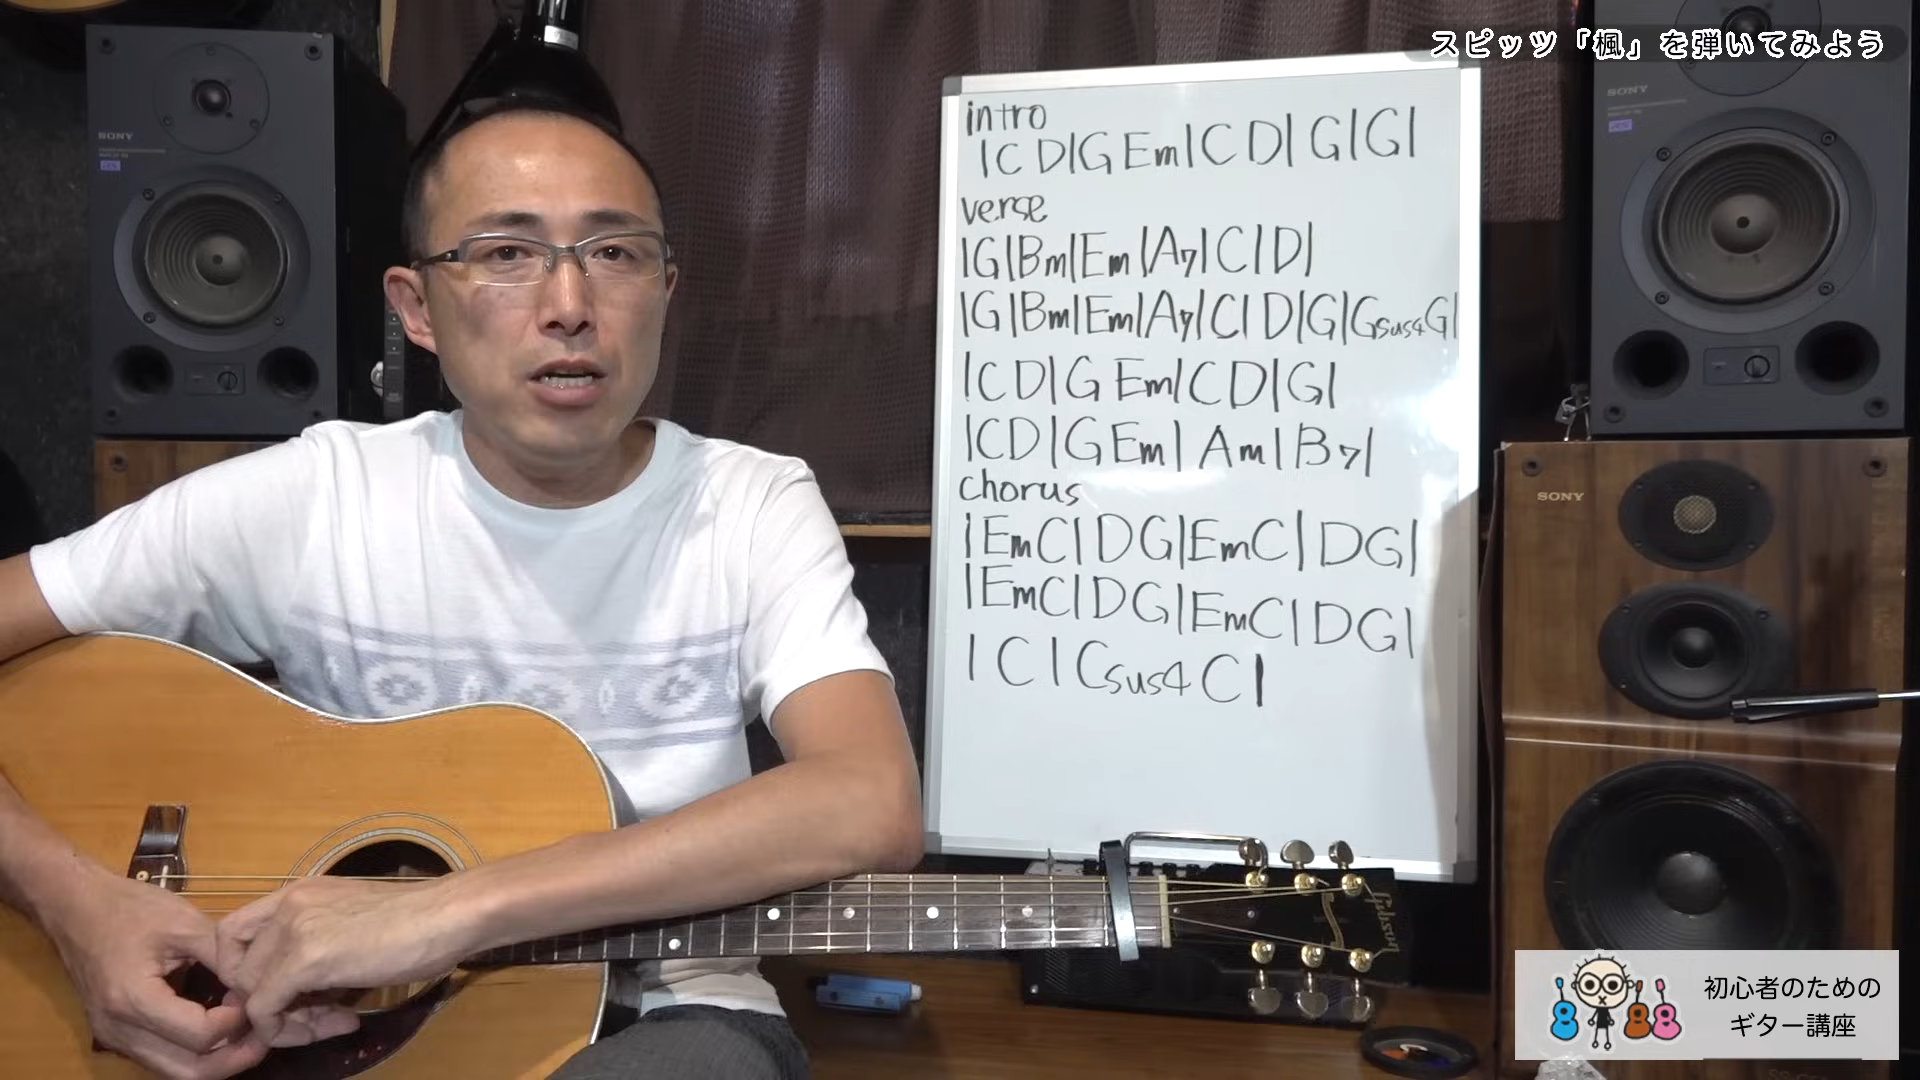 スピッツ「楓」を弾いてみよう
intro
|C D|G Em|C D|G|G|
verse
|G|Bm|Em|A7|C|D|
|G|Bm|Em|A7|C|D|G|Gsus4G|
|C D|G Em|C D|G|
|C D|G Em|Am|B7|
chorus
|Em C|D G|Em C|D G|
|Em C|D G|Em C|D G|
|C|Csus4 C|
SONY
SONY
SONY
Gibson
初心者のための
ギター講座